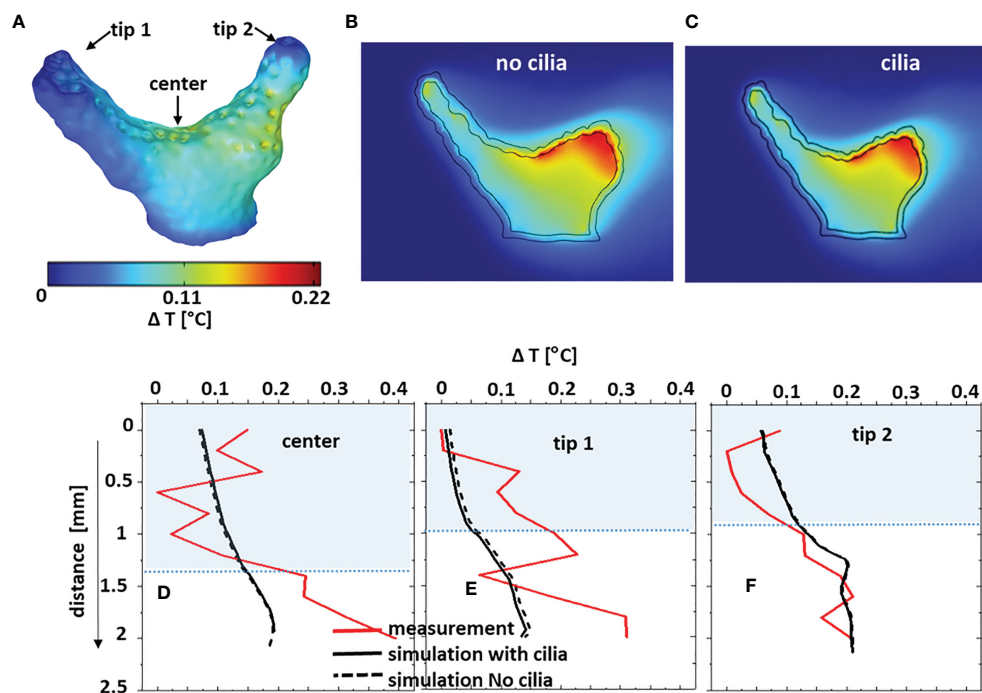 A
tip 1
tip 2
center
0
0.11
0.22
Δ T [°C]
B
no cilia
C
cilia
Δ T [°C]
0 0.1 0.2 0.3 0.4
0 0.1 0.2 0.3 0.4
0 0.1 0.2 0.3 0.4
center
tip 1
tip 2
distance [mm]
0
0.5
1
1.5
2
2.5
D
E
F
measurement
simulation with cilia
simulation No cilia